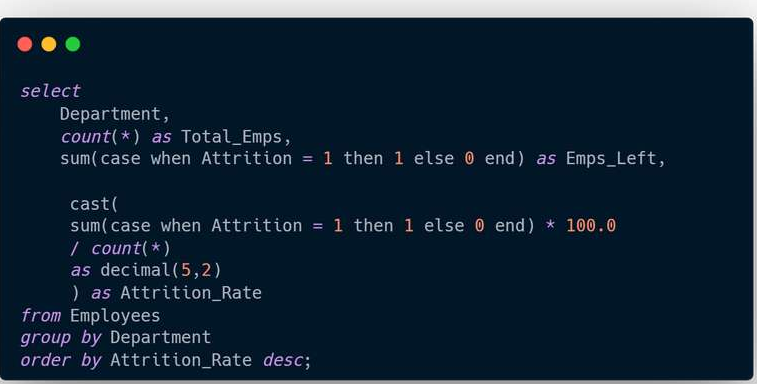 select
    Department,
    count(*) as Total_Emps,
    sum(case when Attrition = 1 then 1 else 0 end) as Emps_Left,

     cast(
     sum(case when Attrition = 1 then 1 else 0 end) * 100.0
     / count(*)
     as decimal(5,2)
     ) as Attrition_Rate
from Employees
group by Department
order by Attrition_Rate desc;